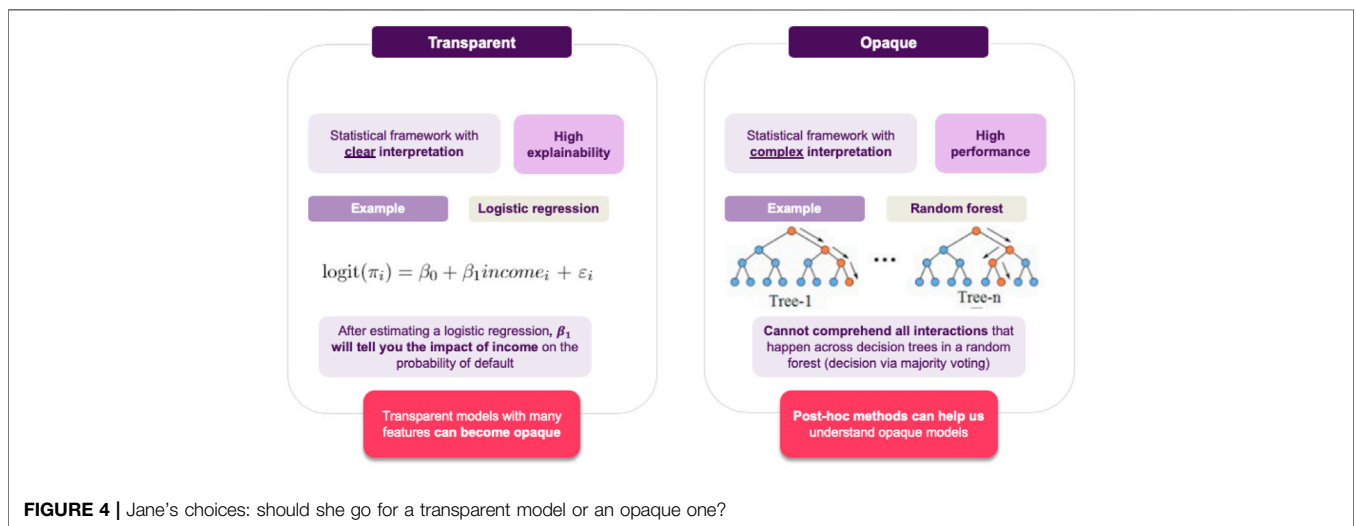 Transparent
Statistical framework with
clear interpretation
High
explainability
Example
Logistic regression
logit(πᵢ) = β₀ + β₁incomeᵢ + εᵢ
After estimating a logistic regression, β₁
will tell you the impact of income on the
probability of default
Transparent models with many
features can become opaque
Opaque
Statistical framework with
complex interpretation
High
performance
Example
Random forest
...
Tree-1
Tree-n
Cannot comprehend all interactions that
happen across decision trees in a random
forest (decision via majority voting)
Post-hoc methods can help us
understand opaque models
FIGURE 4 | Jane's choices: should she go for a transparent model or an opaque one?